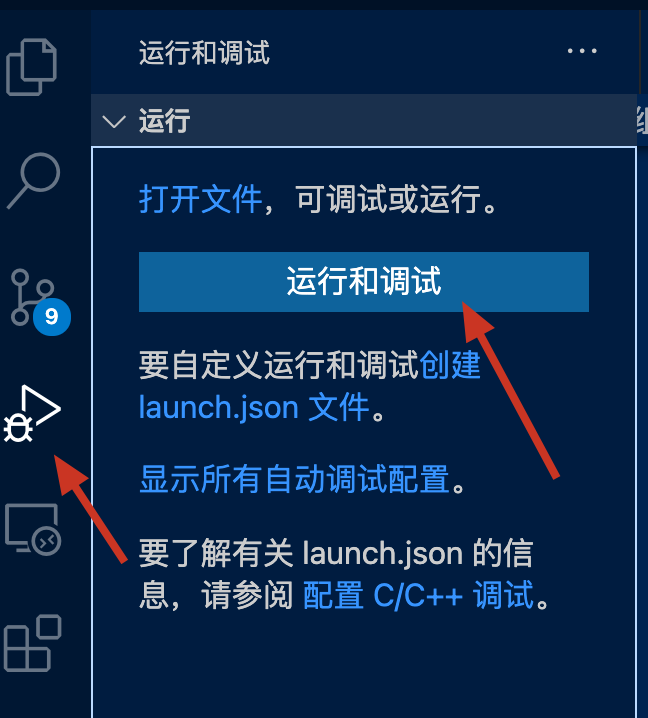 运行和调试
运行
打开文件，可调试或运行。
运行和调试
9
要自定义运行和调试创建
launch.json 文件。
显示所有自动调试配置。
要了解有关 launch.json 的信
息，请参阅 配置 C/C++ 调试。